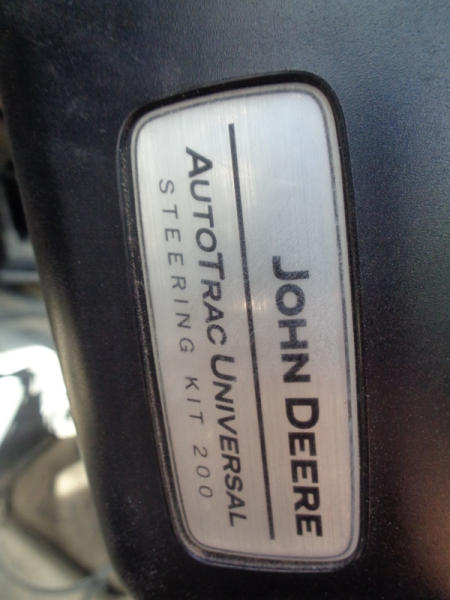 JOHN DEERE
AUTOTRAC UNIVERSAL
STEERING KIT 200